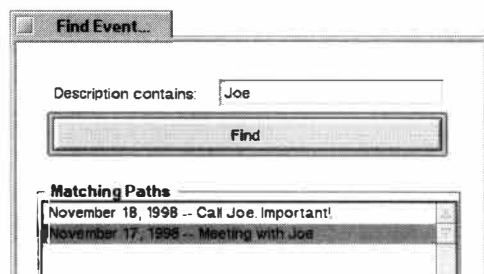 Find Event...
Description contains: Joe
Find
Matching Paths
November 18, 1998 -- Call Joe. Important!
November 17, 1998 -- Meeting with Joe